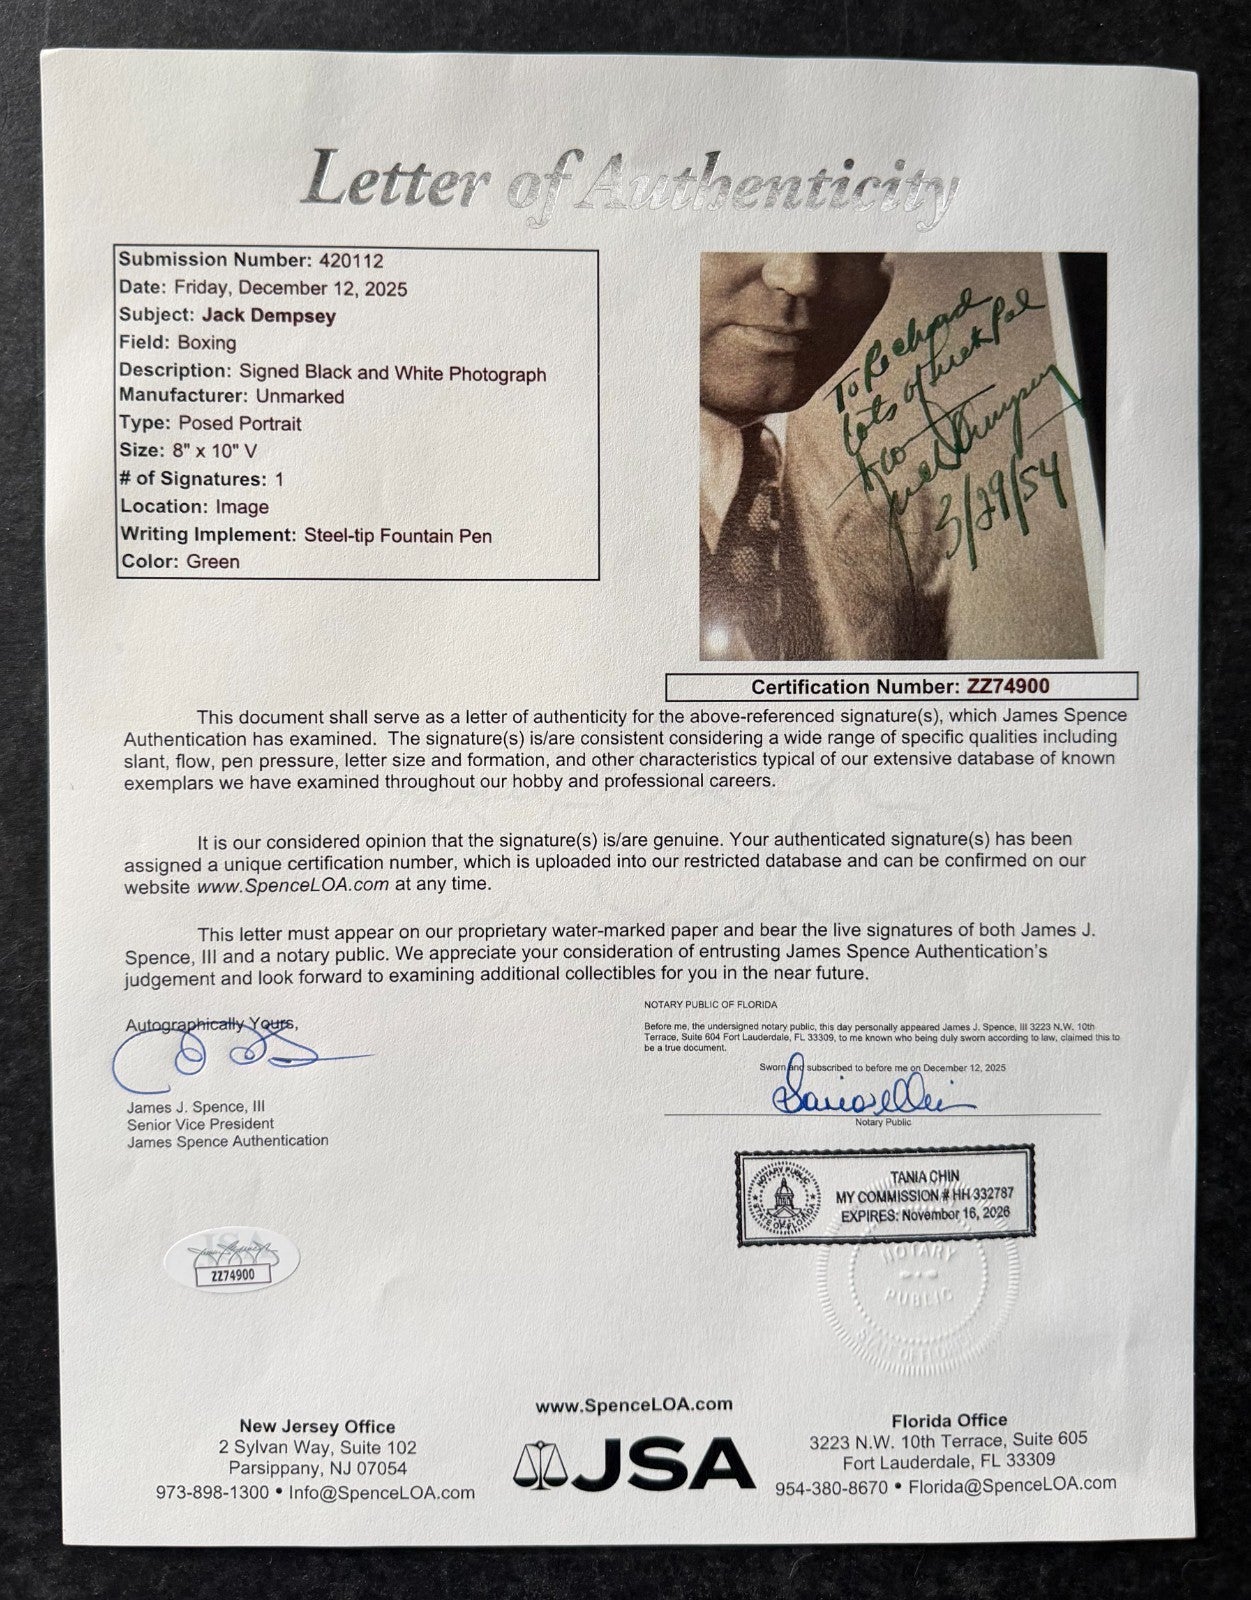 Letter of Authenticity
Submission Number: 420112
Date: Friday, December 12, 2025
Subject: Jack Dempsey
Field: Boxing
Description: Signed Black and White Photograph
Manufacturer: Unmarked
Type: Posed Portrait
Size: 8" x 10" V
# of Signatures: 1
Location: Image
Writing Implement: Steel-tip Fountain Pen
Color: Green
To Richard
Lots of luck Pal
Jack Dempsey
3/29/54
Certification Number: ZZ74900
This document shall serve as a letter of authenticity for the above-referenced signature(s), which James Spence
Authentication has examined. The signature(s) is/are consistent considering a wide range of specific qualities including
slant, flow, pen pressure, letter size and formation, and other characteristics typical of our extensive database of known
exemplars we have examined throughout our hobby and professional careers.
It is our considered opinion that the signature(s) is/are genuine. Your authenticated signature(s) has been
assigned a unique certification number, which is uploaded into our restricted database and can be confirmed on our
website www.SpenceLOA.com at any time.
This letter must appear on our proprietary water-marked paper and bear the live signatures of both James J.
Spence, III and a notary public. We appreciate your consideration of entrusting James Spence Authentication's
judgement and look forward to examining additional collectibles for you in the near future.
Autographically Yours,
James J. Spence, III
Senior Vice President
James Spence Authentication
NOTARY PUBLIC OF FLORIDA
Before me, the undersigned notary public, this day personally appeared James J. Spence, III 3223 N.W. 10th
Terrace, Suite 604 Fort Lauderdale, FL 33309, to me known who being duly sworn according to law, claimed this to
be a true document.
Sworn and subscribed to before me on December 12, 2025
Notary Public
NOTARY PUBLIC
STATE OF FLORIDA
TANIA CHIN
MY COMMISSION # HH 332787
EXPIRES: November 16, 2026
NOTARY
PUBLIC
STATE OF FLORIDA
JSA
ZZ74900
www.SpenceLOA.com
New Jersey Office
2 Sylvan Way, Suite 102
Parsippany, NJ 07054
973-898-1300 • Info@SpenceLOA.com
JSA
Florida Office
3223 N.W. 10th Terrace, Suite 605
Fort Lauderdale, FL 33309
954-380-8670 • Florida@SpenceLOA.com